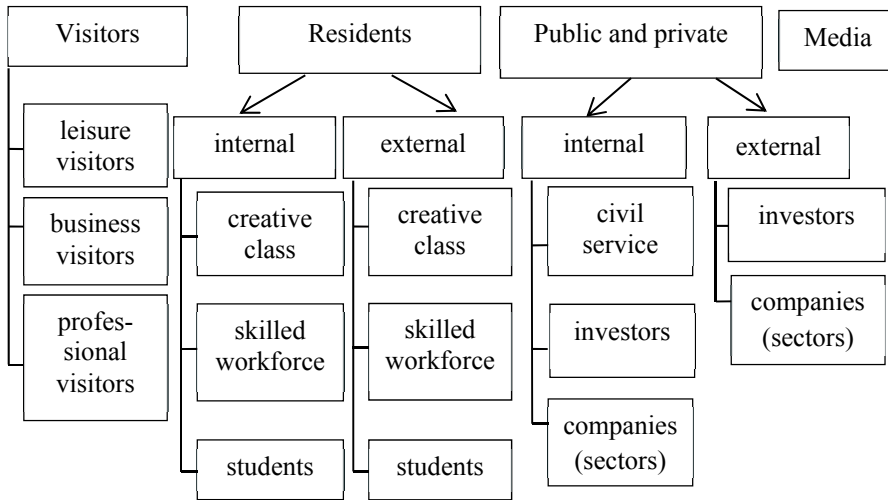 Visitors
Residents
Public and private
Media
leisure
visitors
business
visitors
profes-
sional
visitors
internal
creative
class
skilled
workforce
students
external
creative
class
skilled
workforce
students
internal
civil
service
investors
companies
(sectors)
external
investors
companies
(sectors)